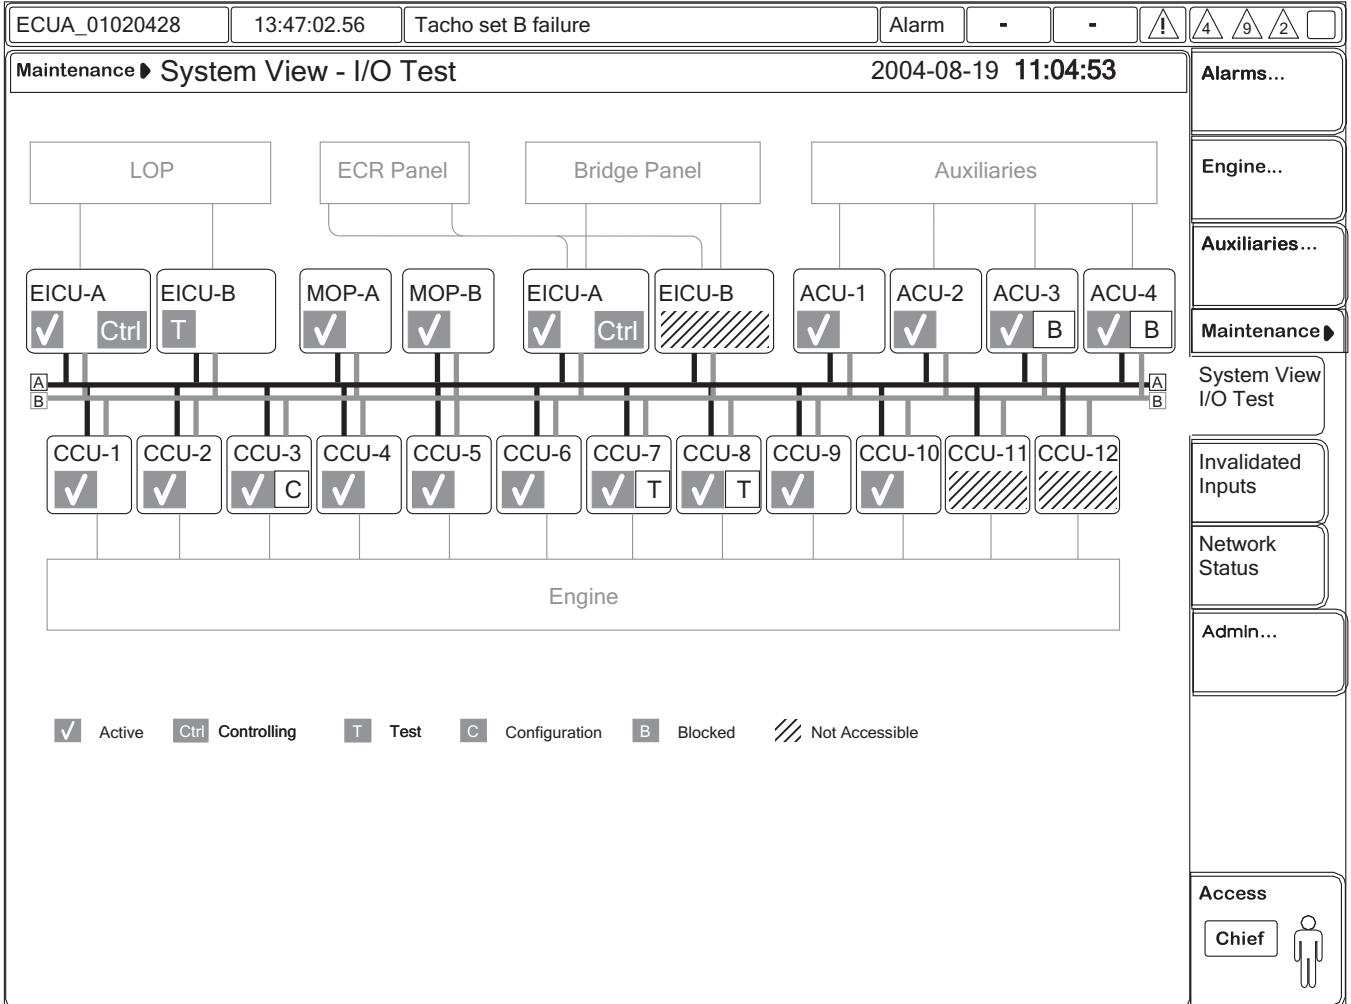 ECUA_01020428 13:47:02.56 Tacho set B failure Alarm - - ! 4 9 2
Maintenance System View - I/O Test 2004-08-19 11:04:53
Alarms...
Engine...
Auxiliaries...
Maintenance
System View
I/O Test
Invalidated
Inputs
Network
Status
Admin...
Access
Chief
LOP ECR Panel Bridge Panel Auxiliaries
EICU-A EICU-B MOP-A MOP-B EICU-A EICU-B ACU-1 ACU-2 ACU-3 ACU-4
Ctrl T Ctrl B B
A A
B B
CCU-1 CCU-2 CCU-3 CCU-4 CCU-5 CCU-6 CCU-7 CCU-8 CCU-9 CCU-10 CCU-11 CCU-12
C T T
Engine
Active Ctrl Controlling T Test C Configuration B Blocked Not Accessible